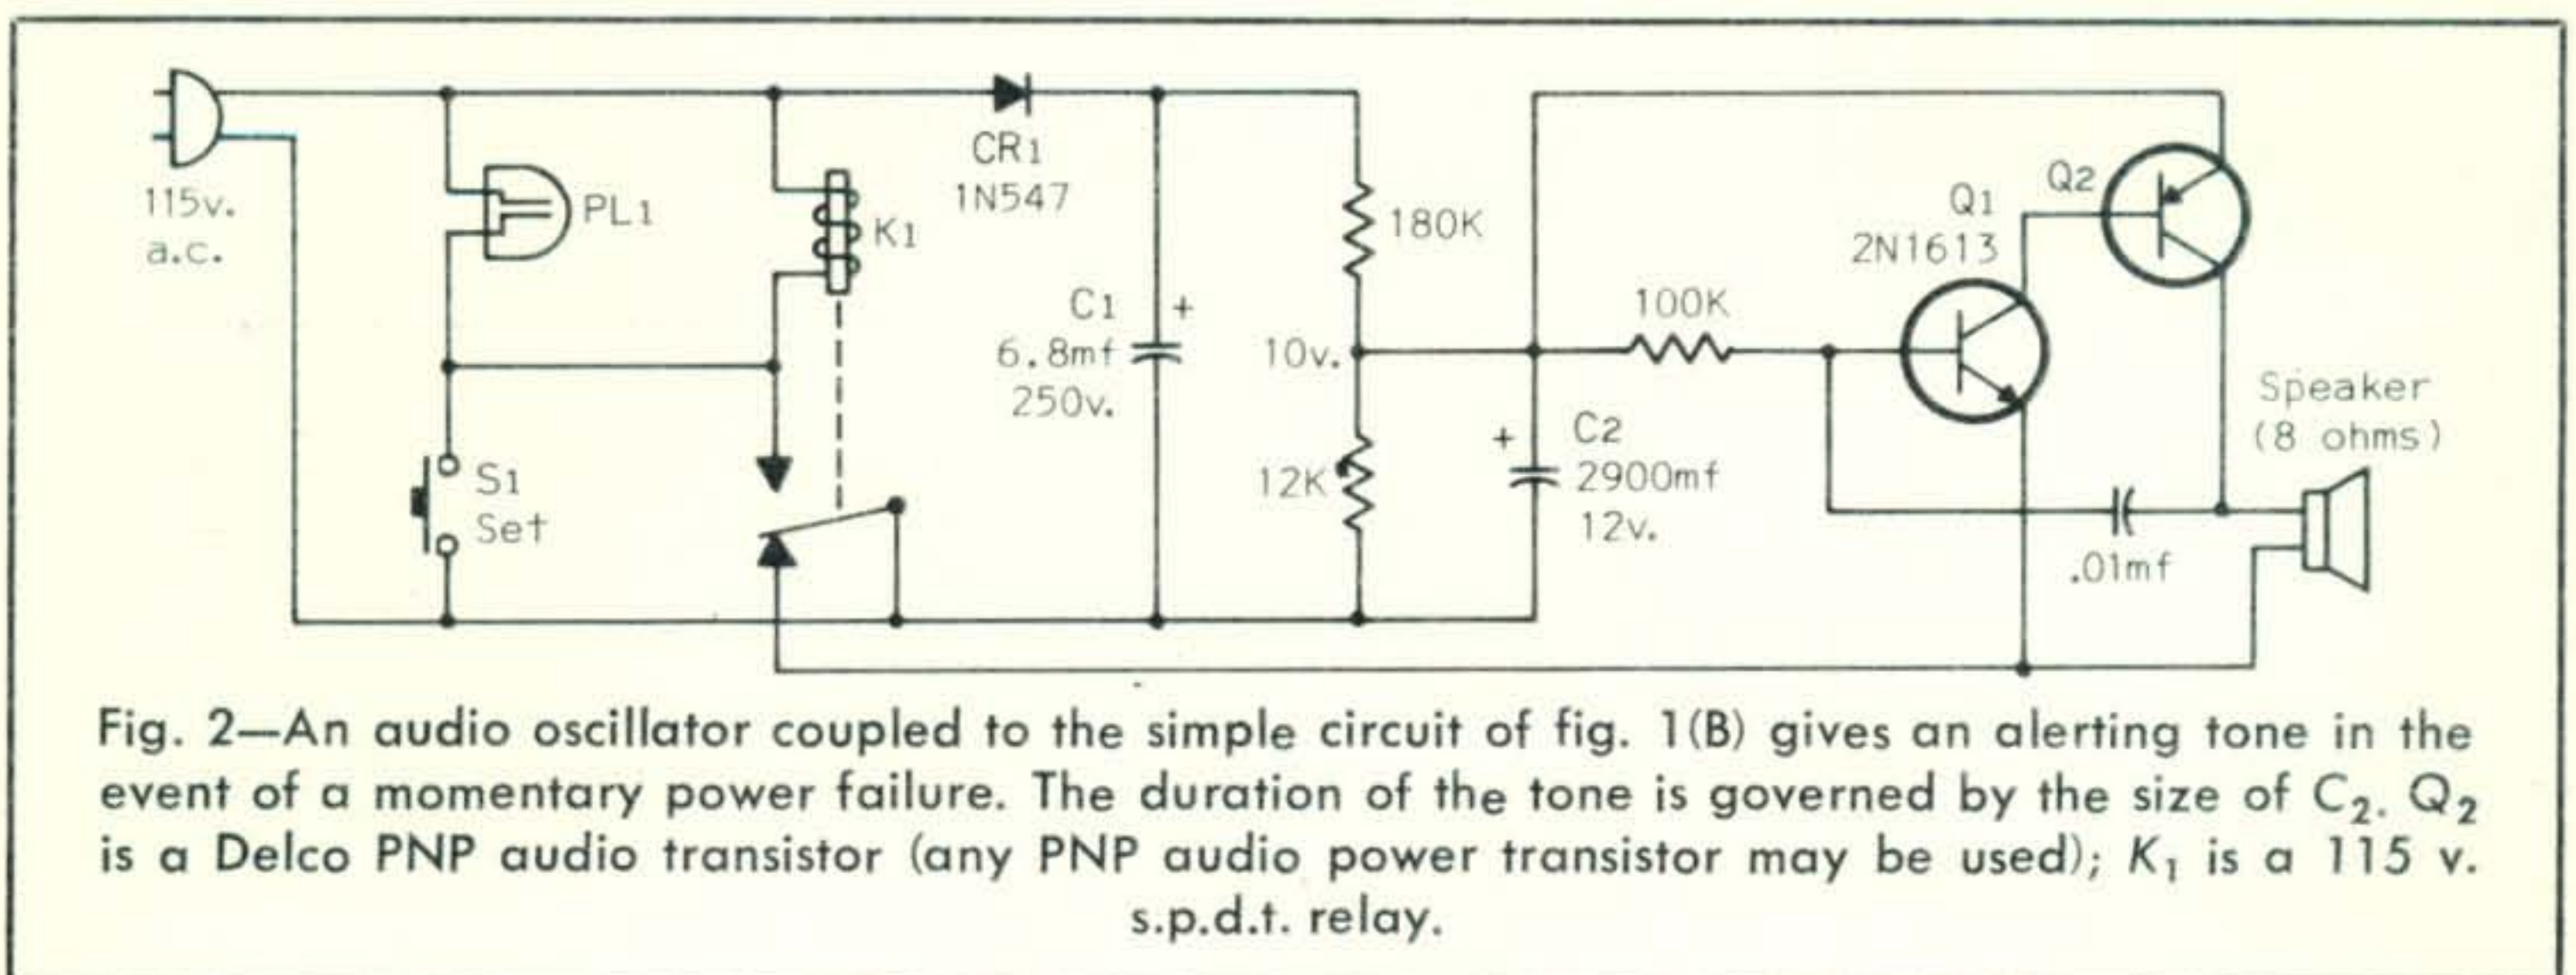 115v.
a.c.
PL1
S1
Set
K1
CR1
1N547
C1 +
6.8mf
250v.
180K
10v.
12K
100K
+ C2
2900mf
12v.
Q1
2N1613
Q2
.01mf
Speaker
(8 ohms)
Fig. 2—An audio oscillator coupled to the simple circuit of fig. 1(B) gives an alerting tone in the
event of a momentary power failure. The duration of the tone is governed by the size of C2. Q2
is a Delco PNP audio transistor (any PNP audio power transistor may be used); K1 is a 115 v.
s.p.d.t. relay.